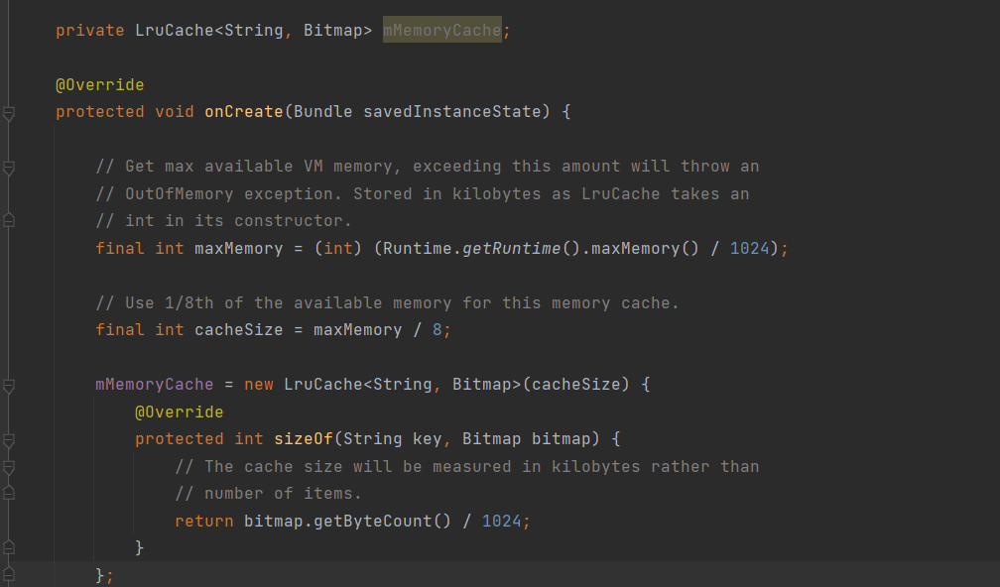 private LruCache<String, Bitmap> mMemoryCache;
@Override
protected void onCreate(Bundle savedInstanceState) {
// Get max available VM memory, exceeding this amount will throw an
// OutOfMemory exception. Stored in kilobytes as LruCache takes an
// int in its constructor.
final int maxMemory = (int) (Runtime.getRuntime().maxMemory() / 1024);
// Use 1/8th of the available memory for this memory cache.
final int cacheSize = maxMemory / 8;
mMemoryCache = new LruCache<String, Bitmap>(cacheSize) {
@Override
protected int sizeOf(String key, Bitmap bitmap) {
// The cache size will be measured in kilobytes rather than
// number of items.
return bitmap.getByteCount() / 1024;
}
};